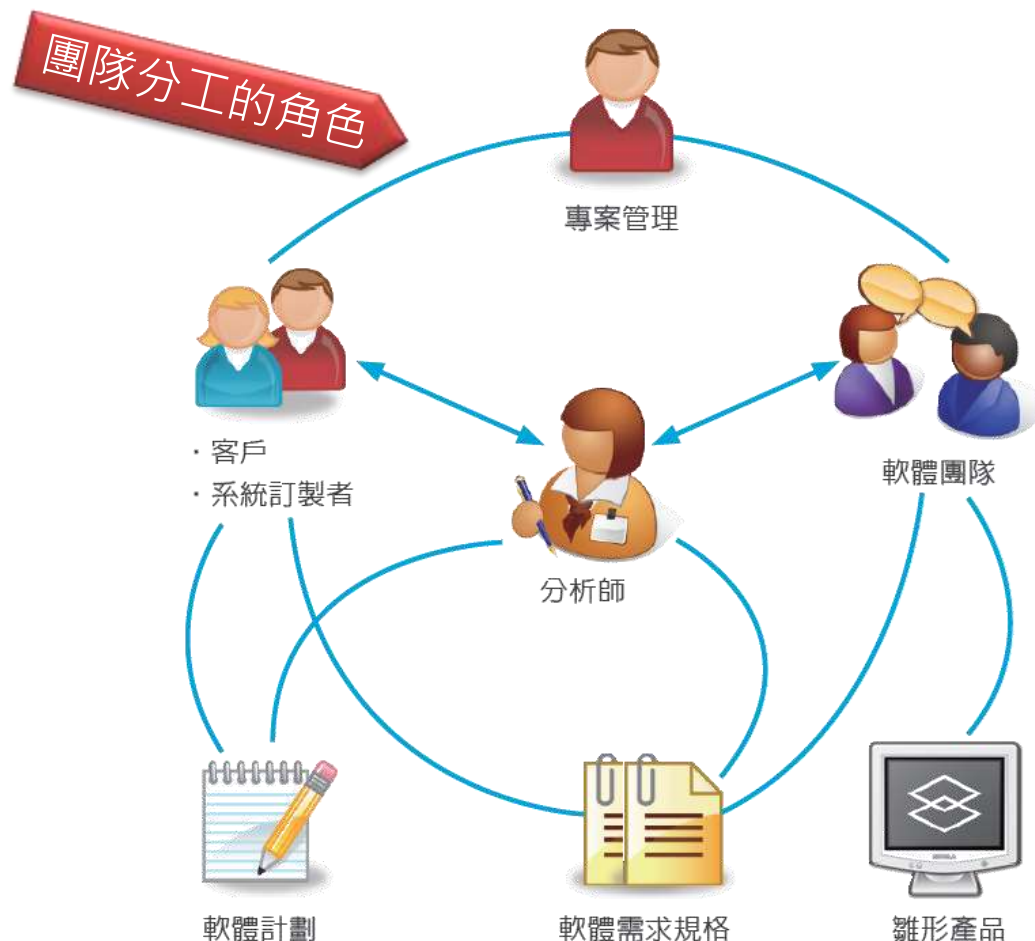 團隊分工的角色
專案管理
・客戶
・系統訂製者
軟體團隊
分析師
軟體計劃
軟體需求規格
雛形產品